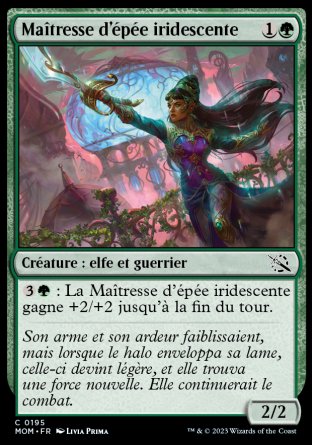 Maîtresse d'épée iridescente 1
Créature : elfe et guerrier
3 : La Maîtresse d'épée iridescente
gagne +2/+2 jusqu'à la fin du tour.
Son arme et son ardeur faiblissaient,
mais lorsque le halo enveloppa sa lame,
celle-ci devint légère, et elle trouva
une force nouvelle. Elle continuerait le
combat.
2/2
C 0195
MOM • FR LIVIA PRIMA
™ & © 2023 Wizards of the Coast